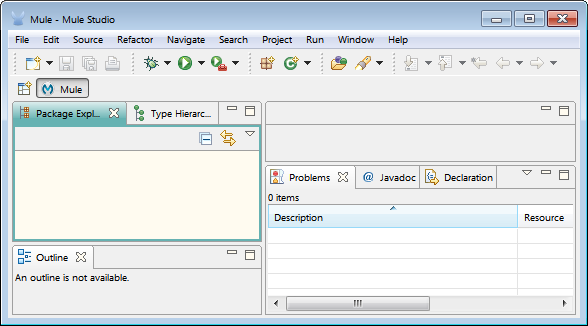 Mule - Mule Studio
File Edit Source Refactor Navigate Search Project Run Window Help
Mule
Package Expl... Type Hierarc...
Problems @ Javadoc Declaration
0 items
Description Resource
Outline
An outline is not available.